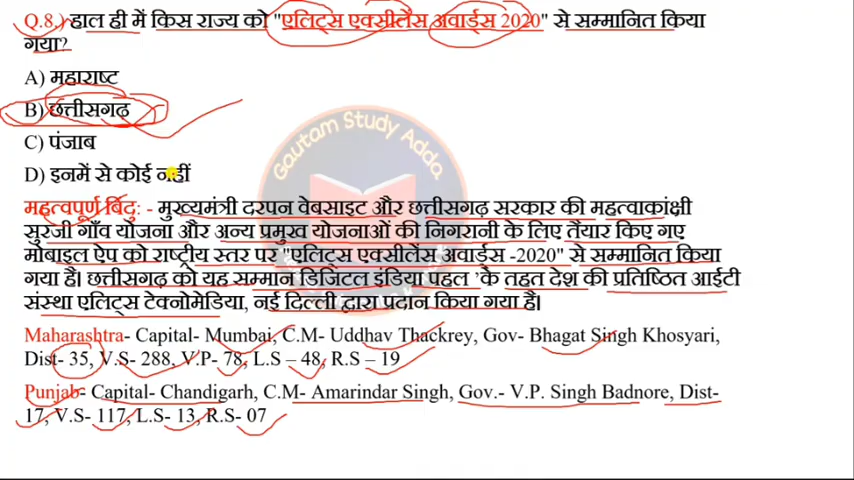 Q.8.) हाल ही में किस राज्य को "एलिट्स एक्सीलेंस अवार्ड्स 2020" से सम्मानित किया
गया?
A) महाराष्ट
B) छत्तीसगढ़
C) पंजाब
D) इनमें से कोई नहीं
Gautam Study Adda
महत्वपूर्ण बिंदु: - मुख्यमंत्री दरपन वेबसाइट और छत्तीसगढ़ सरकार की महत्वाकांक्षी
सुरजी गाँव योजना और अन्य प्रमुख योजनाओं की निगरानी के लिए तैयार किए गए
मोबाइल ऐप को राष्ट्रीय स्तर पर "एलिट्स एक्सीलेंस अवार्ड्स -2020" से सम्मानित किया
गया है। छत्तीसगढ़ को यह सम्मान डिजिटल इंडिया पहल 'के तहत देश की प्रतिष्ठित आईटी
संस्था एलिट्स टेक्नोमेडिया, नई दिल्ली द्वारा पदान किया गया है।
Maharashtra- Capital- Mumbai, C.M- Uddhav Thackrey, Gov- Bhagat Singh Khosyari,
Dist- 35, V.S- 288, V.P- 78, L.S – 48, R.S – 19
Punjab- Capital- Chandigarh, C.M- Amarindar Singh, Gov.- V.P. Singh Badnore, Dist-
17, V.S- 117, L.S- 13, R.S- 07